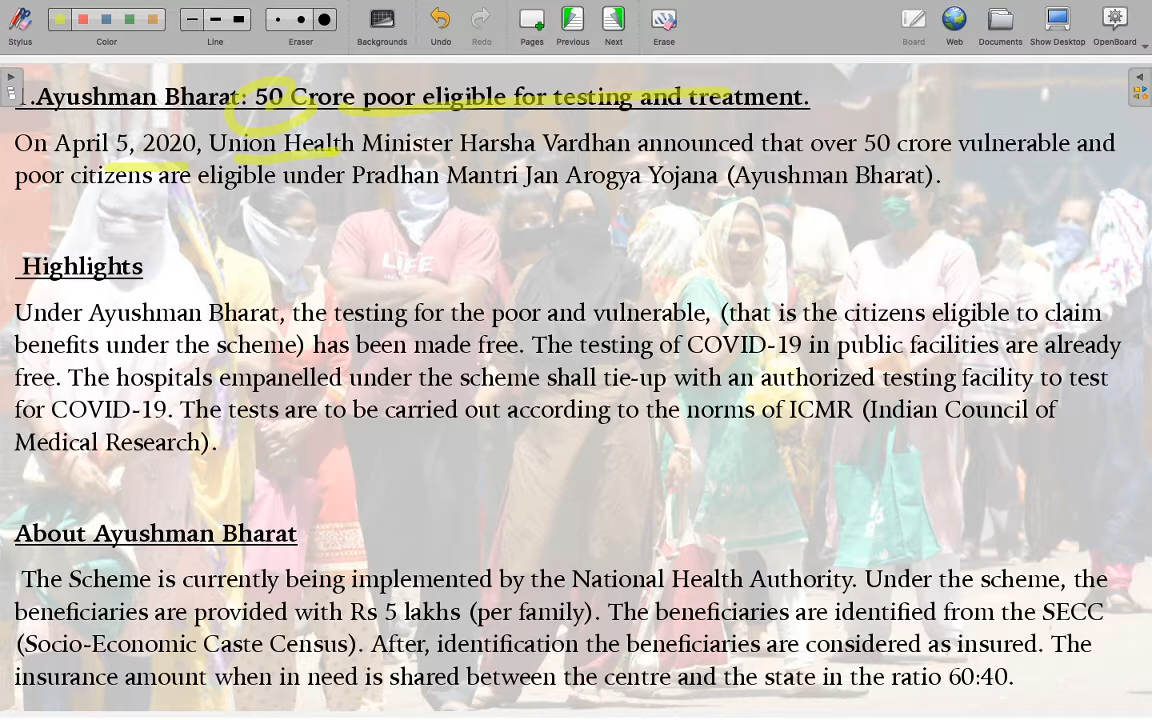 Stylus
Color
Line
Eraser
Backgrounds
Undo
Redo
Pages
Previous
Next
Erase
Board
Web
Documents
Show Desktop
OpenBoard
1.Ayushman Bharat: 50 Crore poor eligible for testing and treatment.
On April 5, 2020, Union Health Minister Harsha Vardhan announced that over 50 crore vulnerable and
poor citizens are eligible under Pradhan Mantri Jan Arogya Yojana (Ayushman Bharat).
LIFE
Highlights
Under Ayushman Bharat, the testing for the poor and vulnerable, (that is the citizens eligible to claim
benefits under the scheme) has been made free. The testing of COVID-19 in public facilities are already
free. The hospitals empanelled under the scheme shall tie-up with an authorized testing facility to test
for COVID-19. The tests are to be carried out according to the norms of ICMR (Indian Council of
Medical Research).
About Ayushman Bharat
The Scheme is currently being implemented by the National Health Authority. Under the scheme, the
beneficiaries are provided with Rs 5 lakhs (per family). The beneficiaries are identified from the SECC
(Socio-Economic Caste Census). After, identification the beneficiaries are considered as insured. The
insurance amount when in need is shared between the centre and the state in the ratio 60:40.